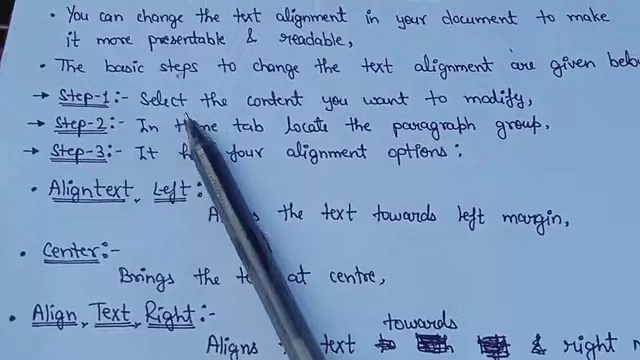 • You can change the text alignment in your document to make
it more presentable & readable,
• The basic steps to change the text alignment are given
→ Step-1:- Select the content you want to modify,
→ Step-2:- In tab locate the paragraph group.
→ Step-3:- It four alignment options:
• Aligntext, Left:
the text towards left margin,
• Center:-
Brings the at centre,
• Align, Text, Right:-
towards
Aligns text & right